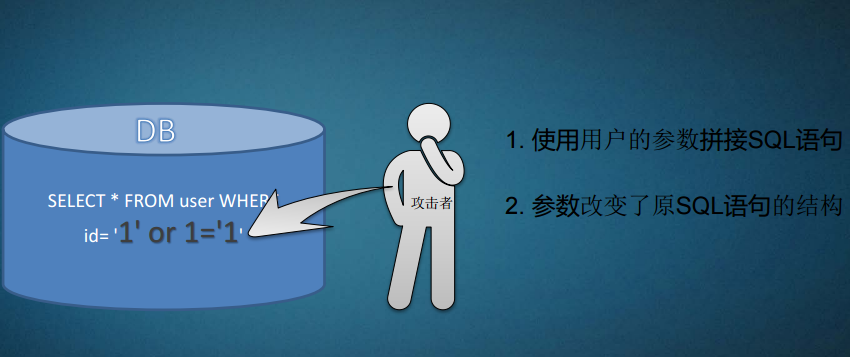 DB
SELECT * FROM user WHER
id= '1' or 1='1'
攻击者
1. 使用用户的参数拼接SQL语句
2. 参数改变了原SQL语句的结构